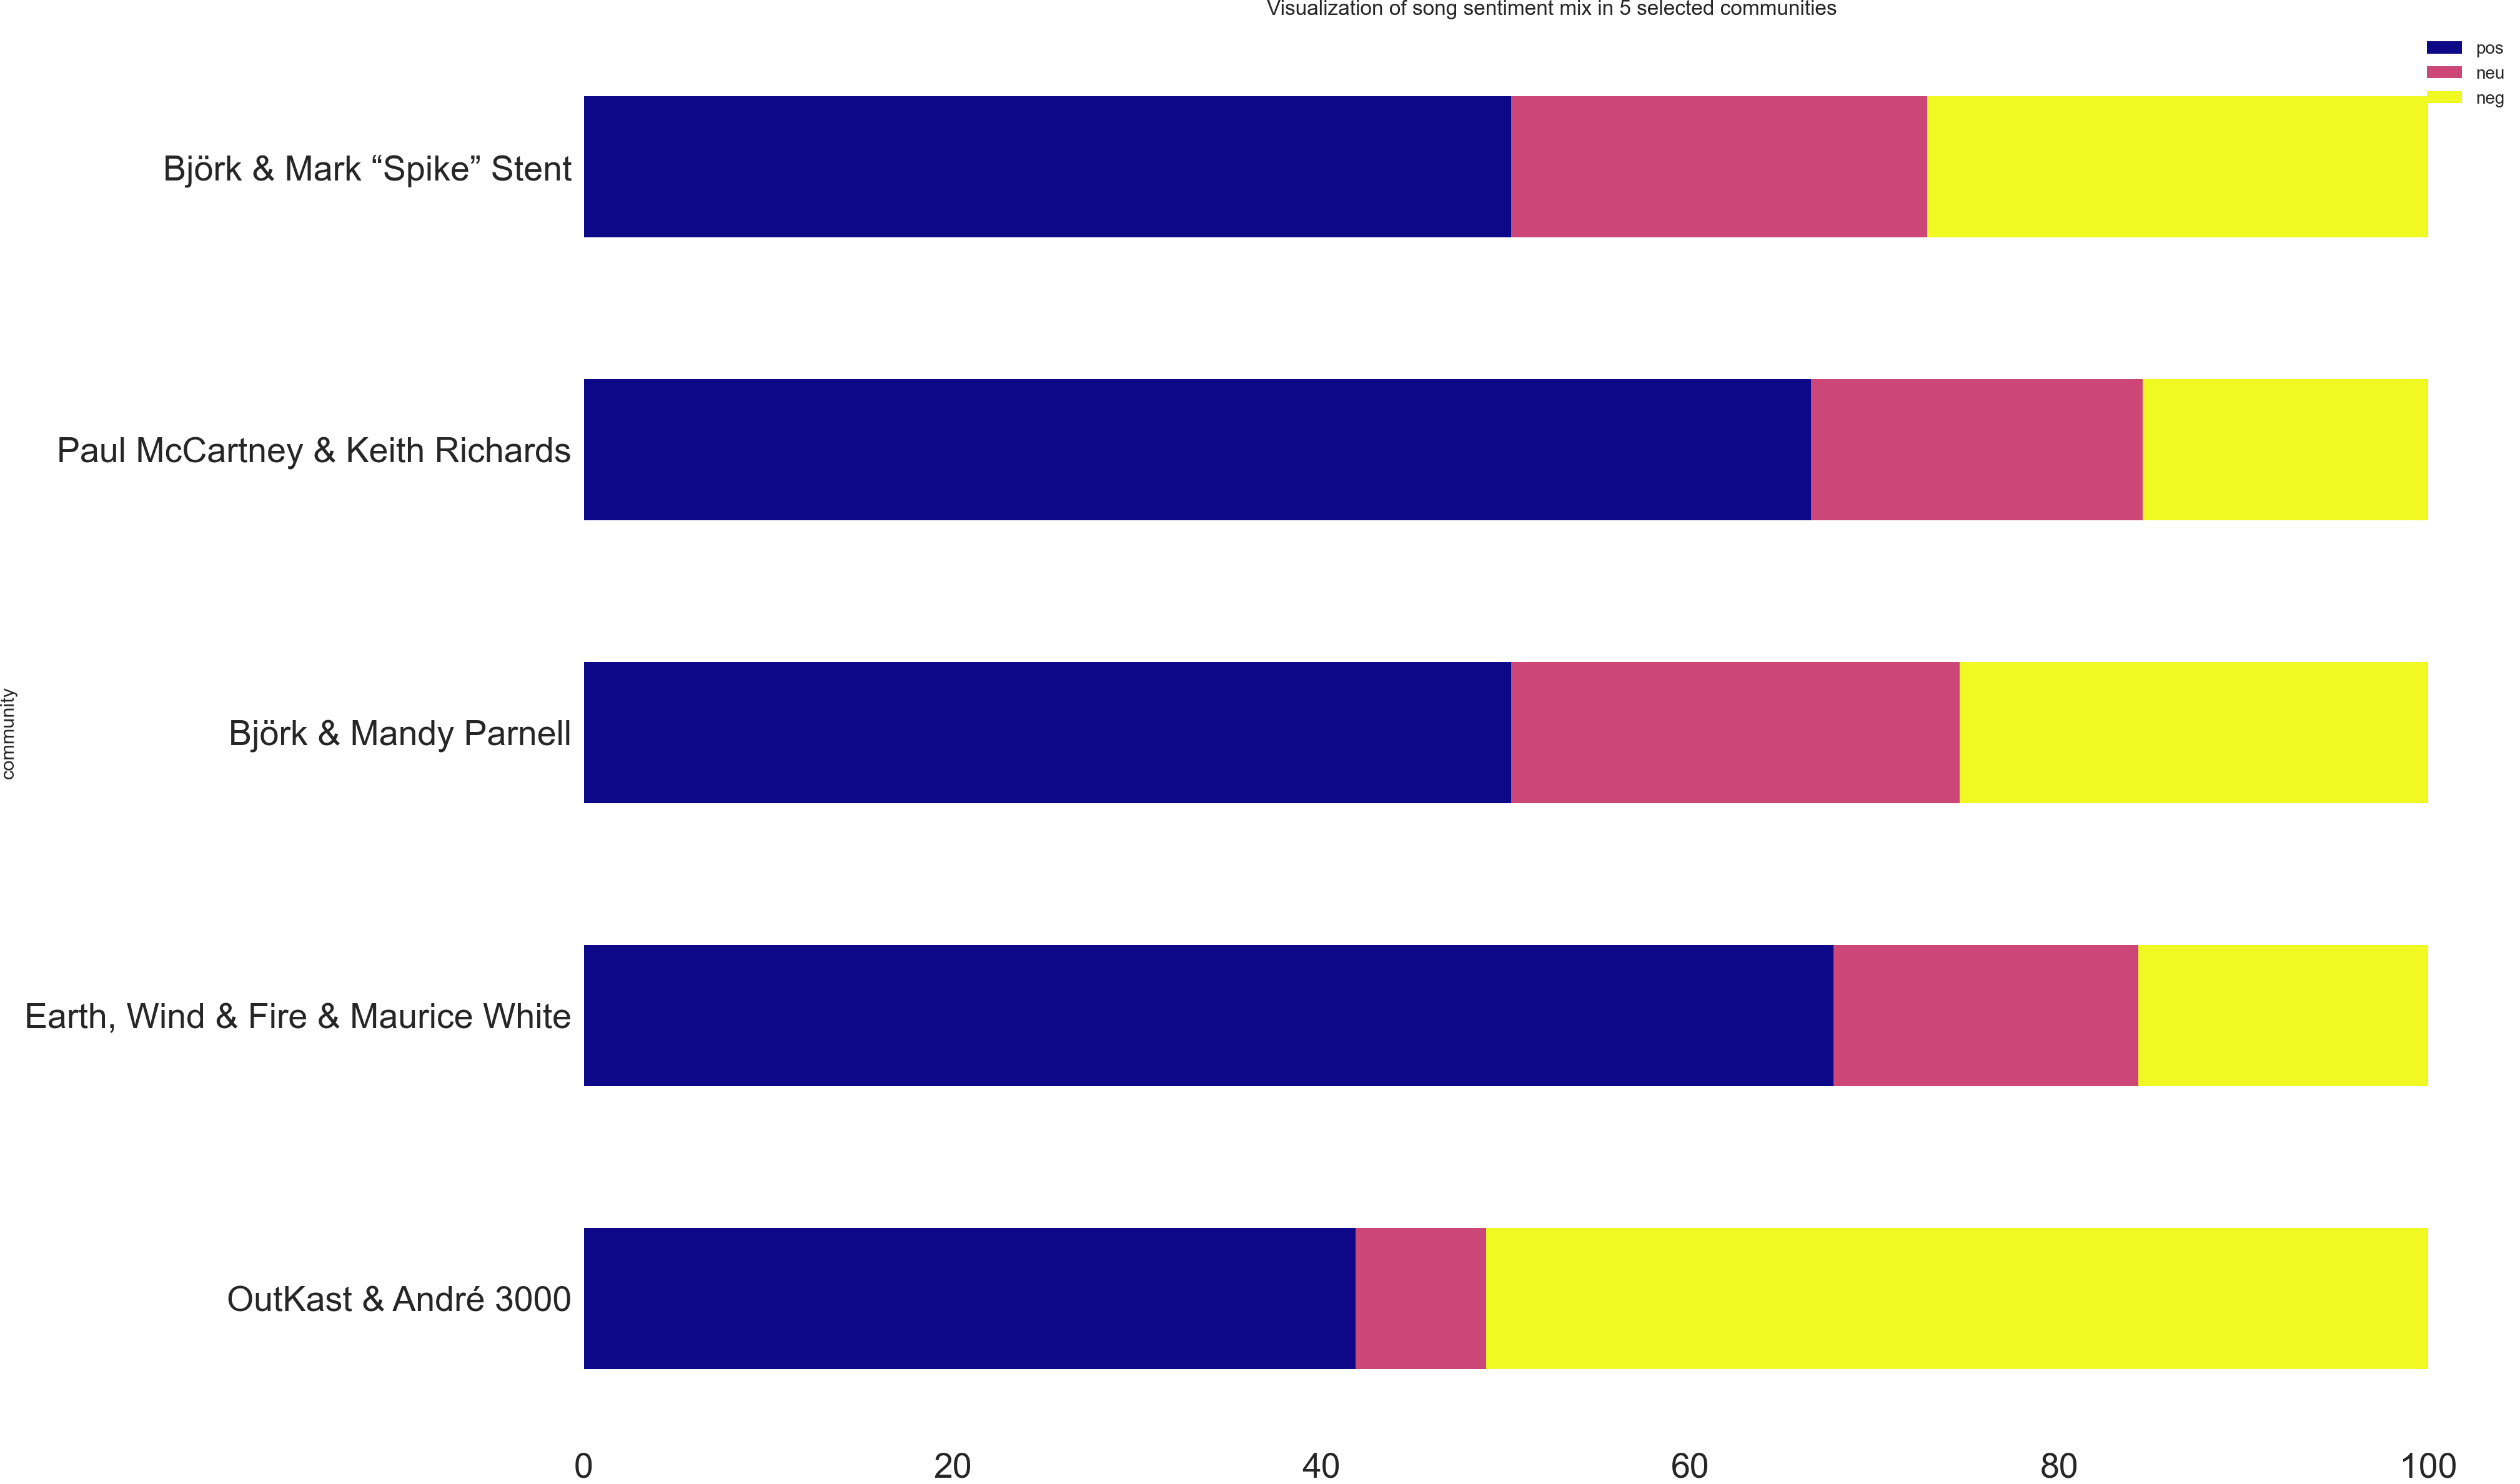 Visualization of song sentiment mix in 5 selected communities
pos
neu
neg
Björk & Mark “Spike” Stent
Paul McCartney & Keith Richards
Björk & Mandy Parnell
Earth, Wind & Fire & Maurice White
OutKast & André 3000
community
0 20 40 60 80 100